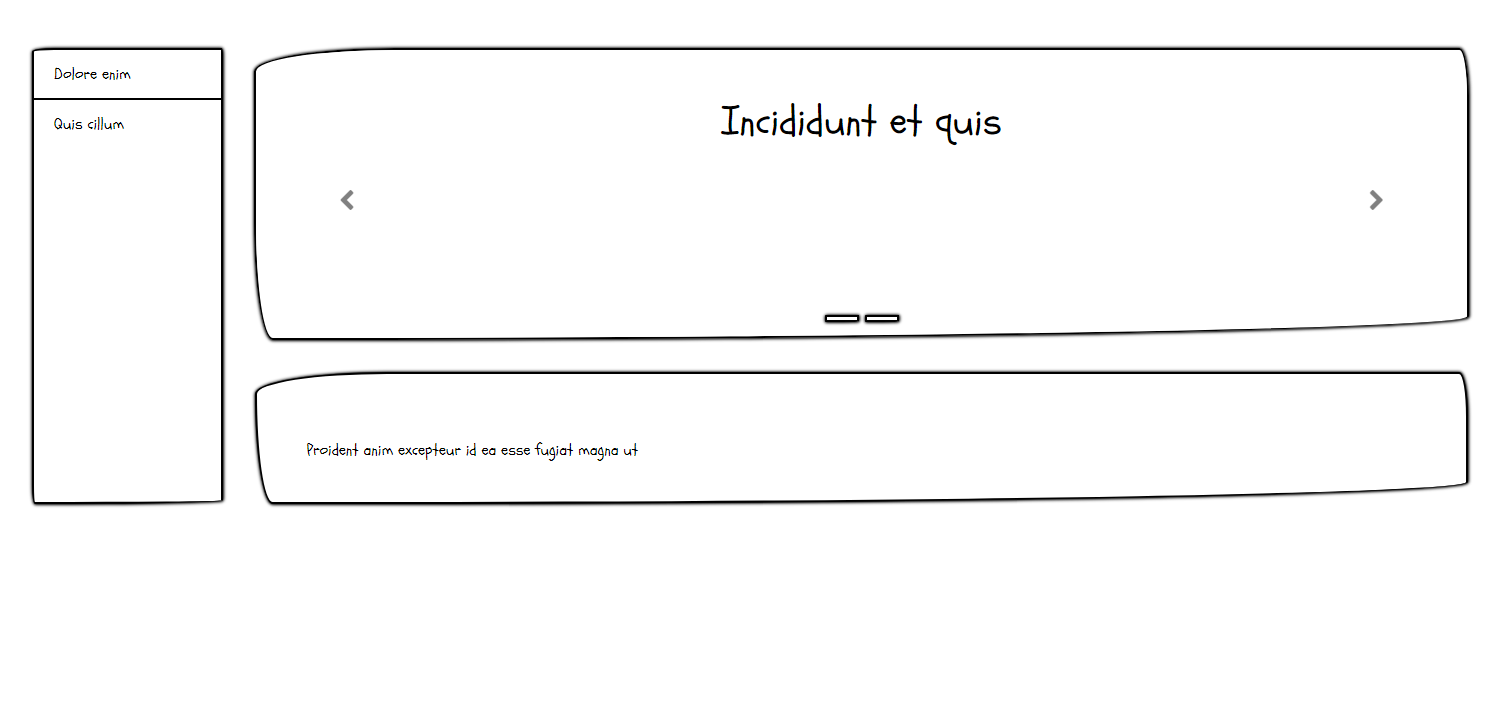 Dolore enim
Quis cillum
Incididunt et quis
Proident anim excepteur id ea esse fugiat magna ut